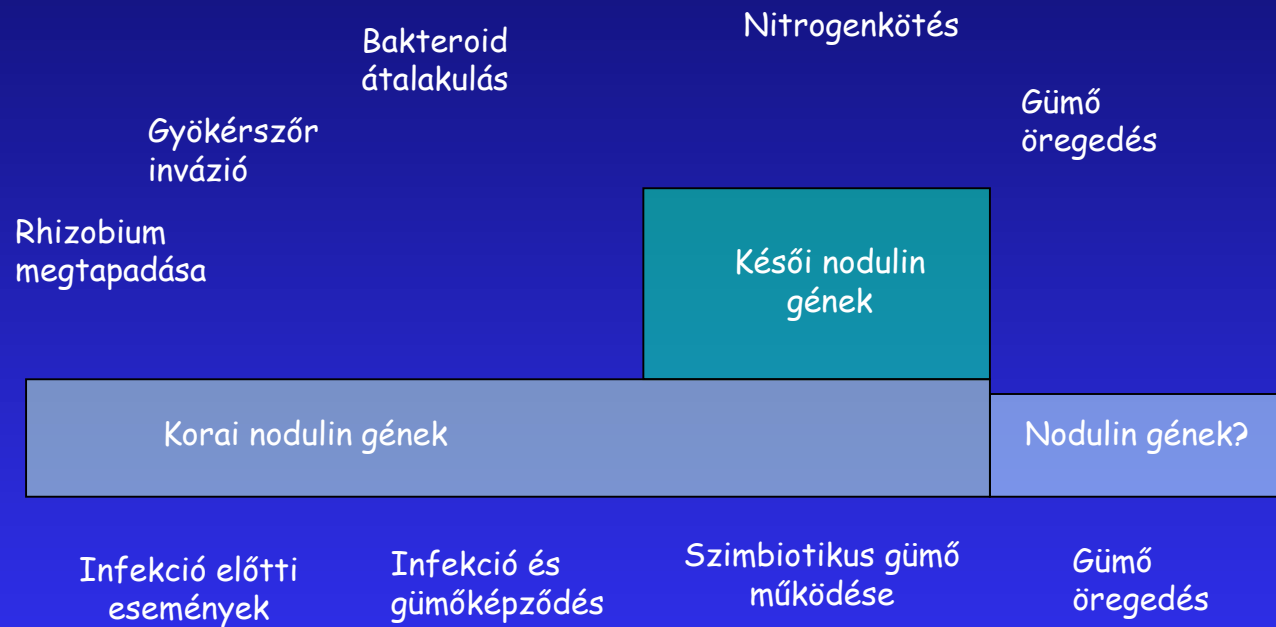 Nitrogenkötés
Bakteroid
átalakulás
Gümő
öregedés
Gyökérszőr
invázió
Rhizobium
megtapadása
Késői nodulin
gének
Korai nodulin gének
Nodulin gének?
Infekció előtti
események
Infekció és
gümőképződés
Szimbiotikus gümő
működése
Gümő
öregedés